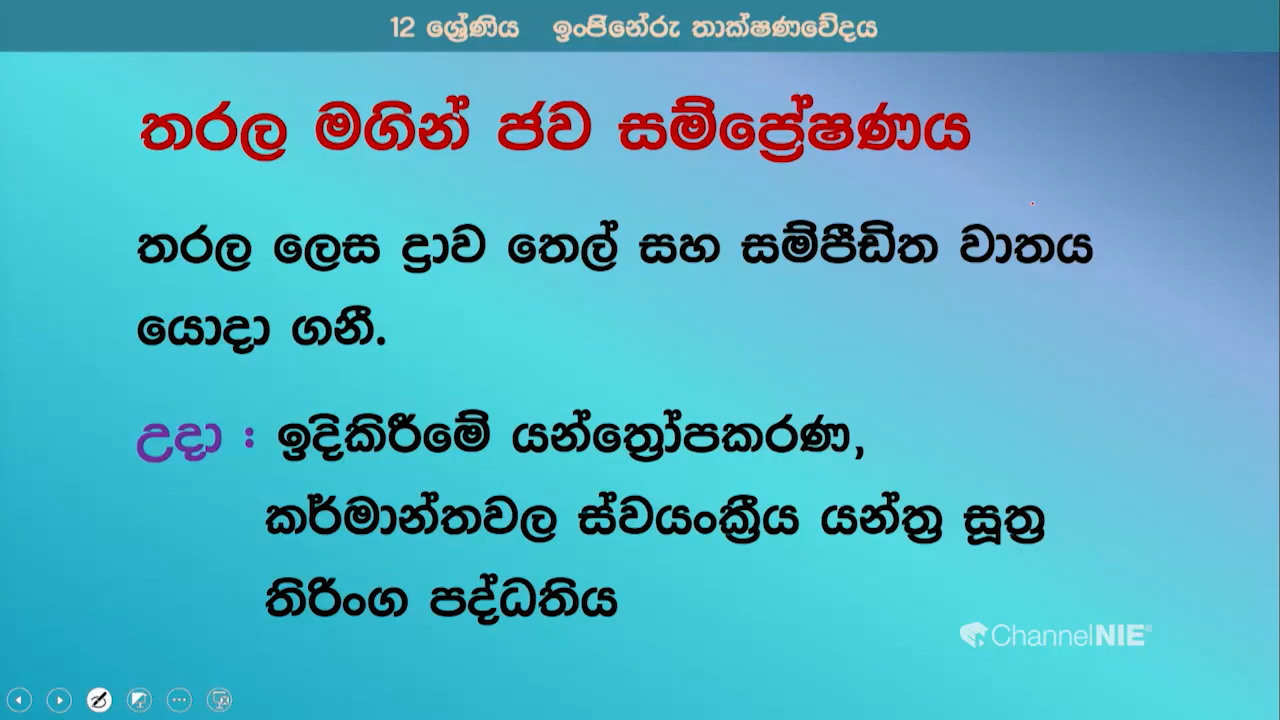 12 ශ්‍රේණිය ඉංජිනේරු තාක්ෂණවේදය
තරල මගින් ජව සම්ප්‍රේෂණය
තරල ලෙස ද්‍රාව තෙල් සහ සම්පීඩිත වාතය
යොදා ගනී.
උදා : ඉදිකිරීමේ යන්ත්‍රෝපකරණ,
කර්මාන්තවල ස්වයංක්‍රීය යන්ත්‍ර සූත්‍ර
තිරිංග පද්ධතිය
ChannelNIE®